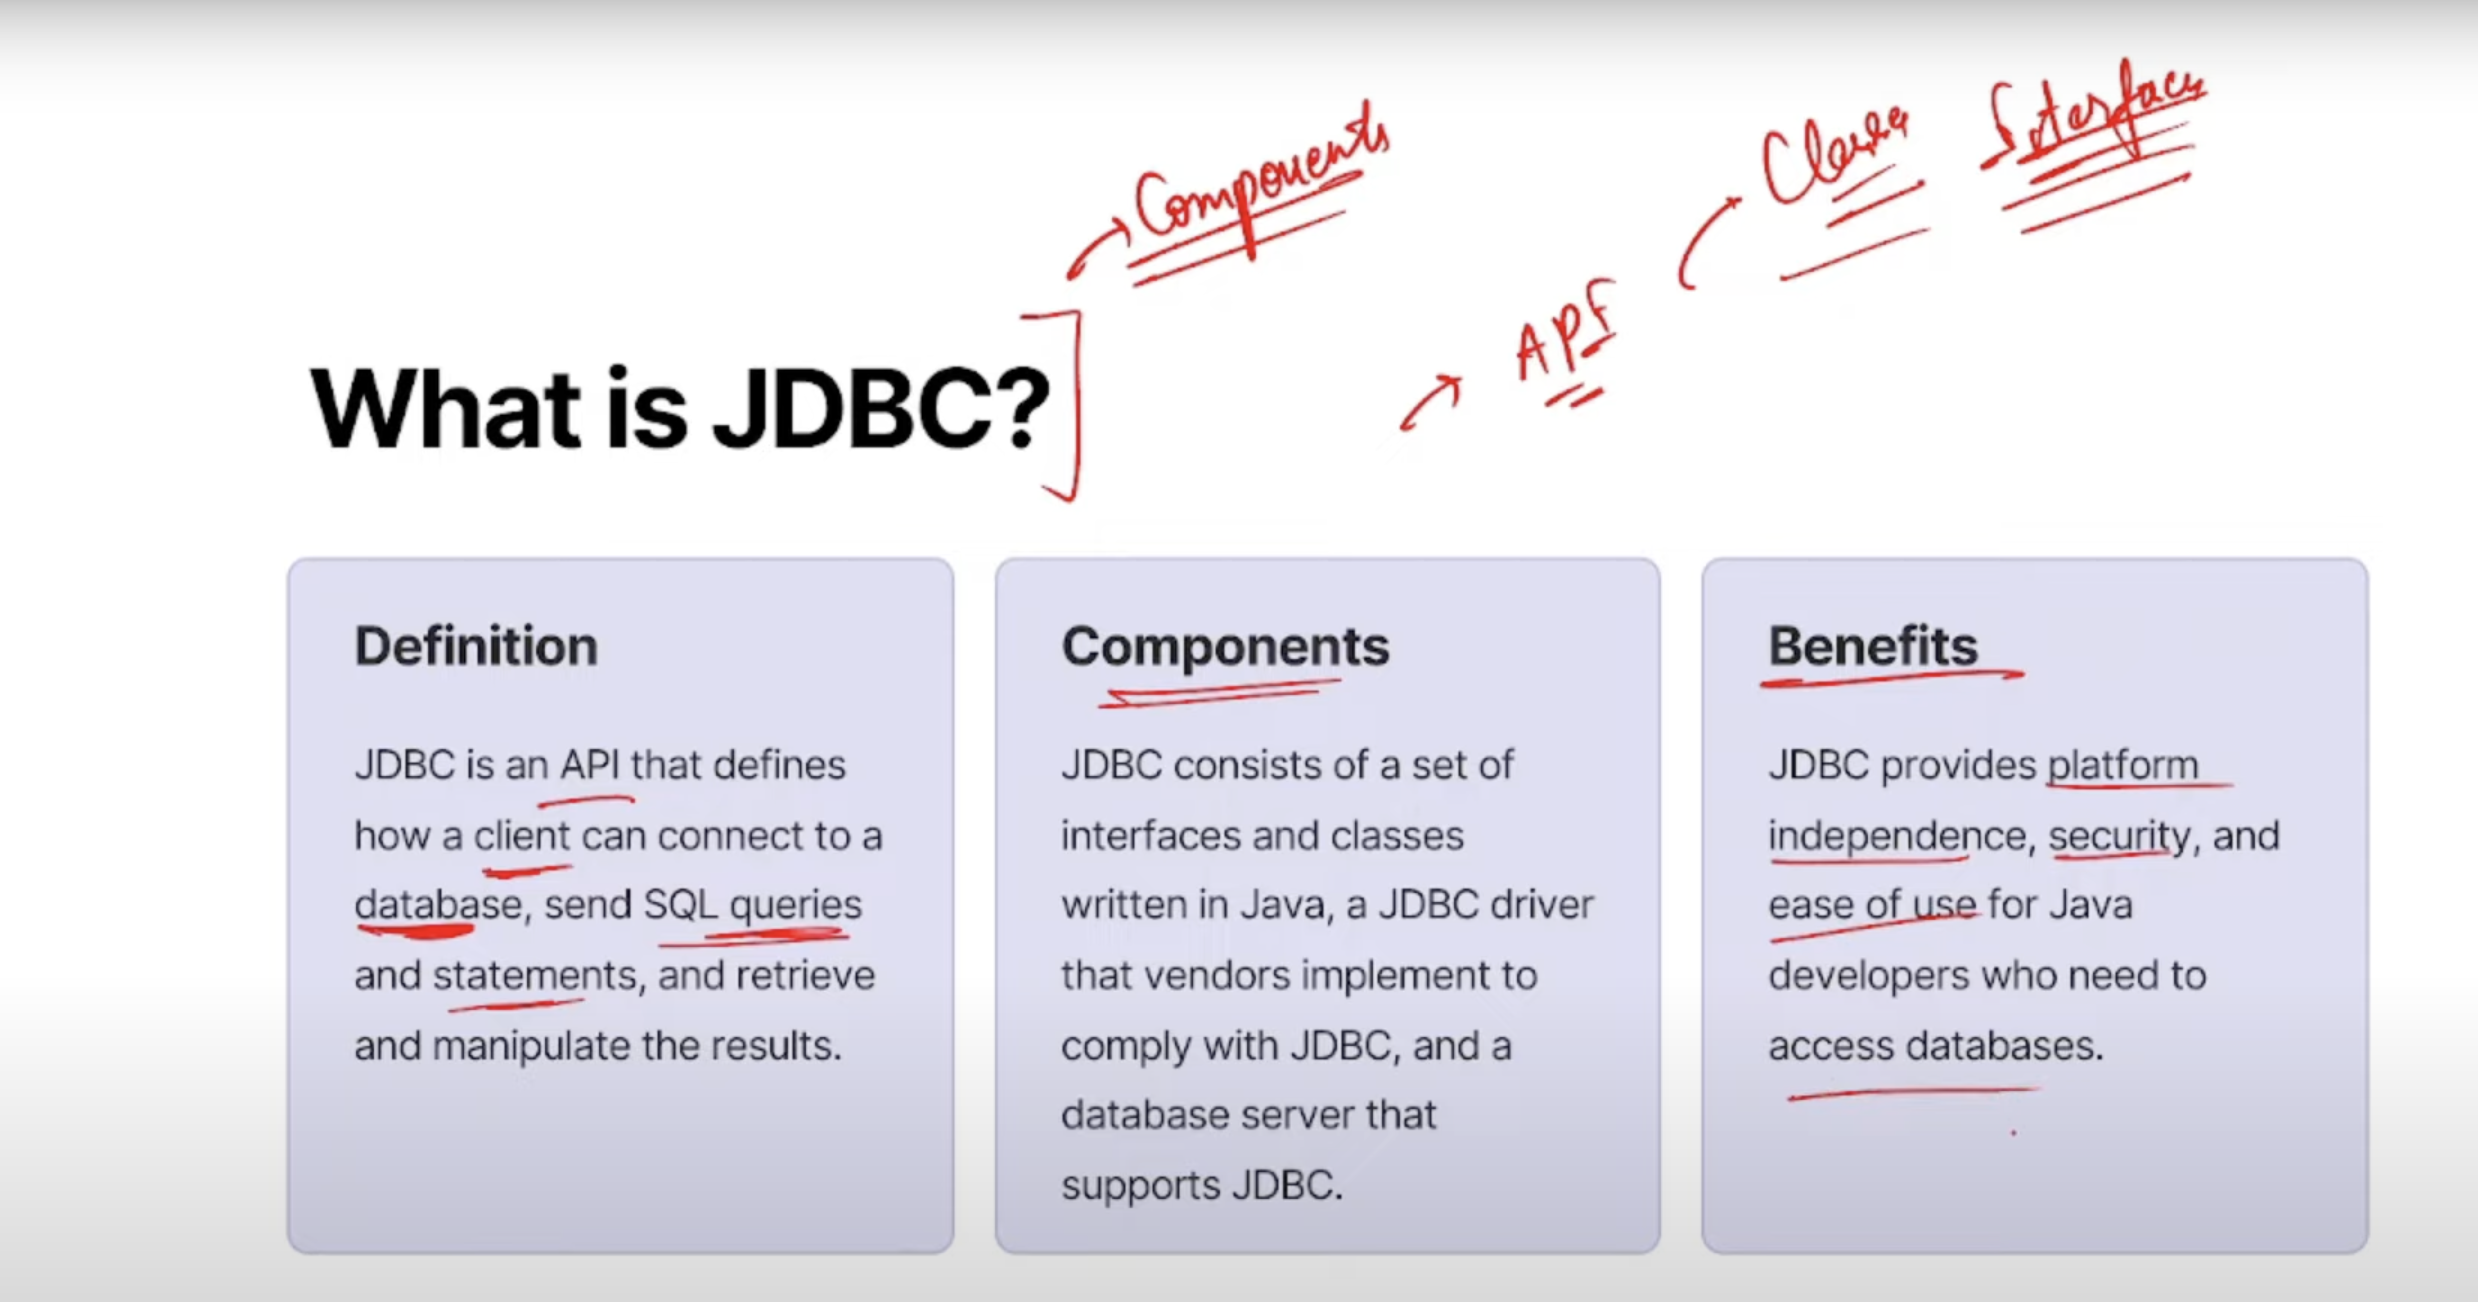 Components
Classes Interfaces
API
What is JDBC?
Definition
JDBC is an API that defines
how a client can connect to a
database, send SQL queries
and statements, and retrieve
and manipulate the results.
Components
JDBC consists of a set of
interfaces and classes
written in Java, a JDBC driver
that vendors implement to
comply with JDBC, and a
database server that
supports JDBC.
Benefits
JDBC provides platform
independence, security, and
ease of use for Java
developers who need to
access databases.